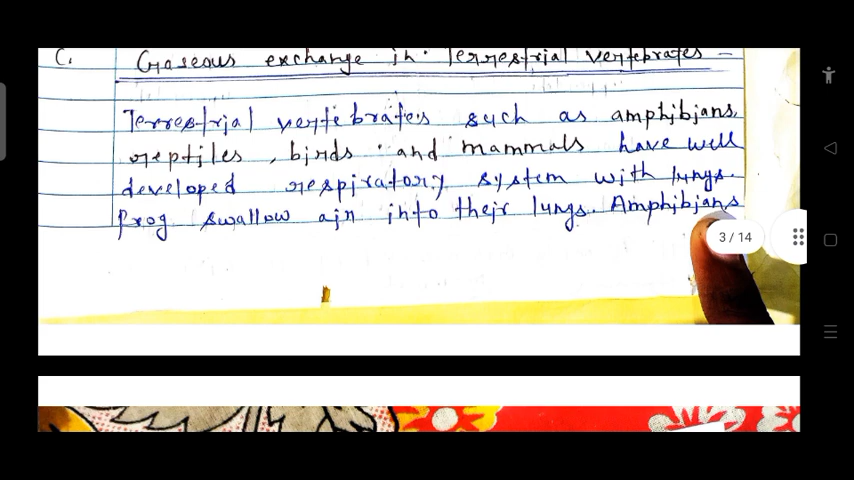 C. Gaseous exchange in Terrestrial vertebrates –
Terrestrial vertebrates such as amphibians,
reptiles, birds and mammals have well
developed respiratory system with lungs.
Frog swallow air into their lungs. Amphibians
3 / 14